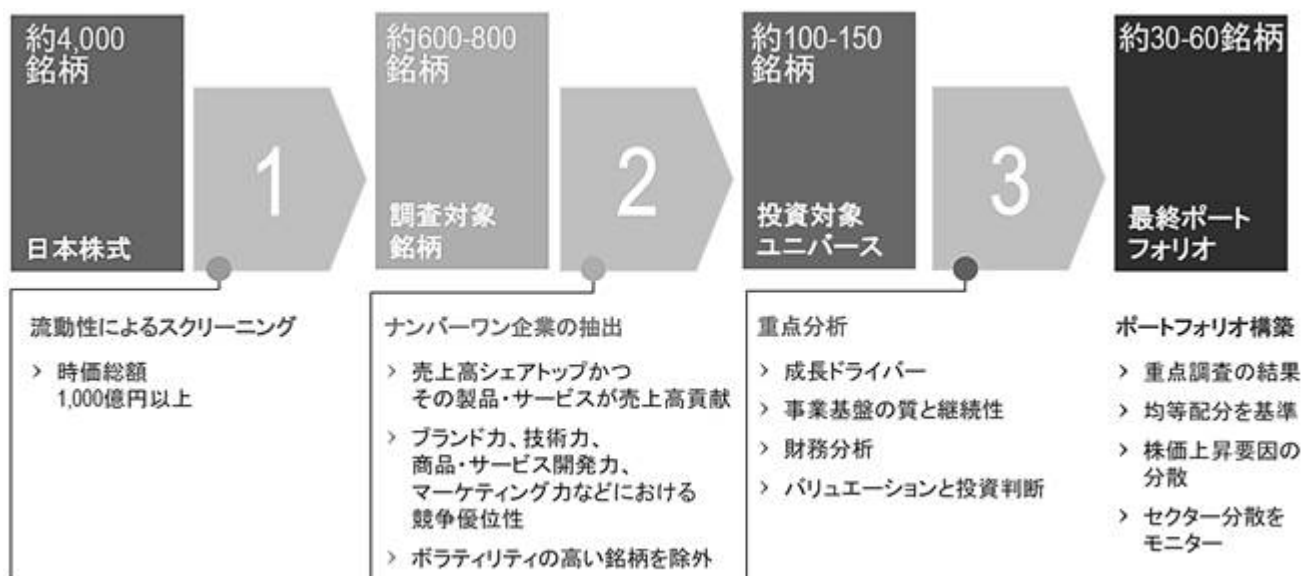 約4,000
銘柄
日本株式
1
約600-800
銘柄
調査対象
銘柄
2
約100-150
銘柄
投資対象
ユニバース
3
約30-60銘柄
最終ポート
フォリオ
流動性によるスクリーニング
› 時価総額
1,000億円以上
ナンバーワン企業の抽出
› 売上高シェアトップかつ
その製品・サービスが売上高貢献
› ブランド力、技術力、
商品・サービス開発力、
マーケティング力などにおける
競争優位性
› ボラティリティの高い銘柄を除外
重点分析
› 成長ドライバー
› 事業基盤の質と継続性
› 財務分析
› バリュエーションと投資判断
ポートフォリオ構築
› 重点調査の結果
› 均等配分を基準
› 株価上昇要因の
分散
› セクター分散を
モニター